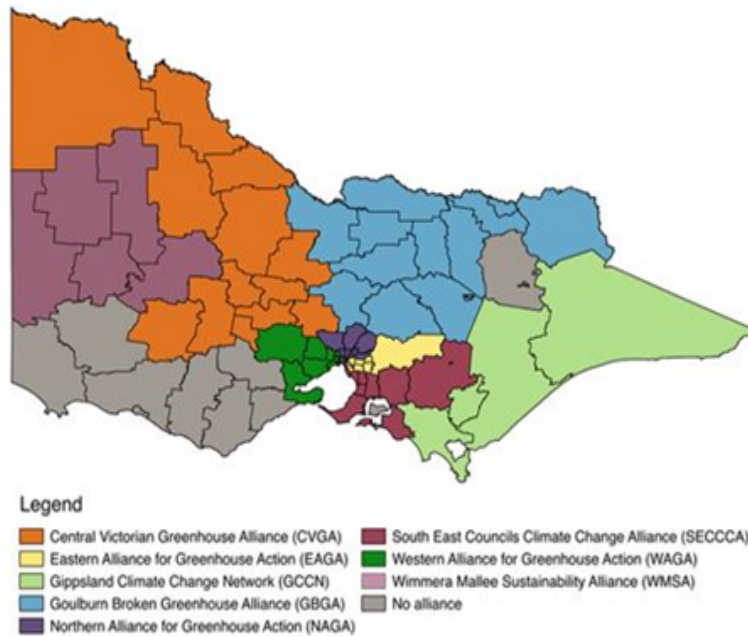 Legend
Central Victorian Greenhouse Alliance (CVGA)
Eastern Alliance for Greenhouse Action (EAGA)
Gippsland Climate Change Network (GCCN)
Goulburn Broken Greenhouse Alliance (GBGA)
Northern Alliance for Greenhouse Action (NAGA)
South East Councils Climate Change Alliance (SECCCA)
Western Alliance for Greenhouse Action (WAGA)
Wimmera Mallee Sustainability Alliance (WMSA)
No alliance